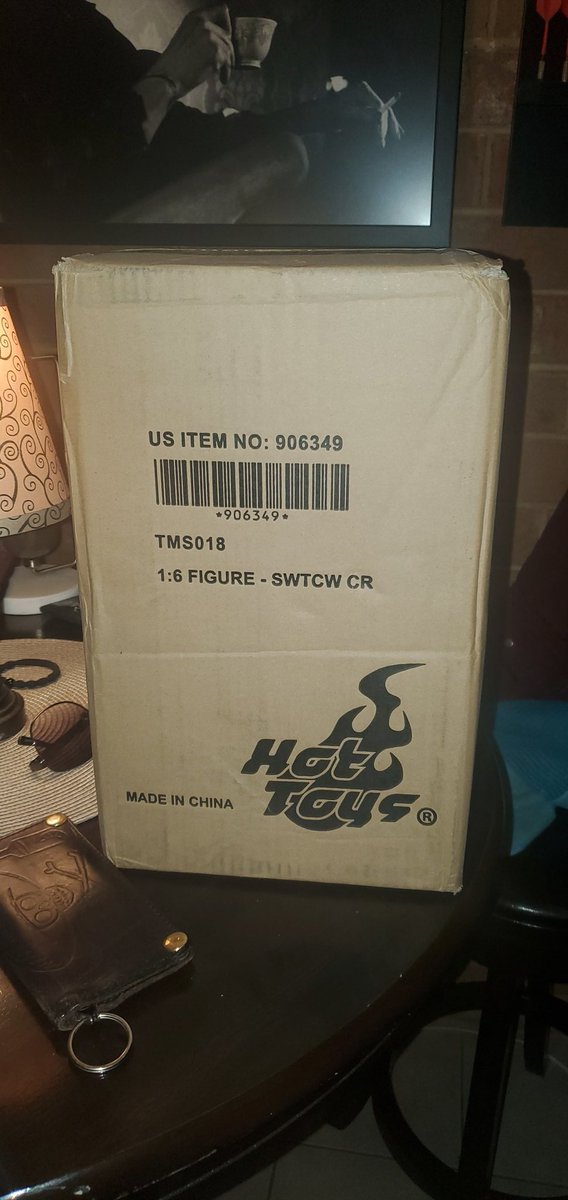 US ITEM NO: 906349
*906349*
TMS018
1:6 FIGURE - SWTCW CR
Hot
Toys®
MADE IN CHINA